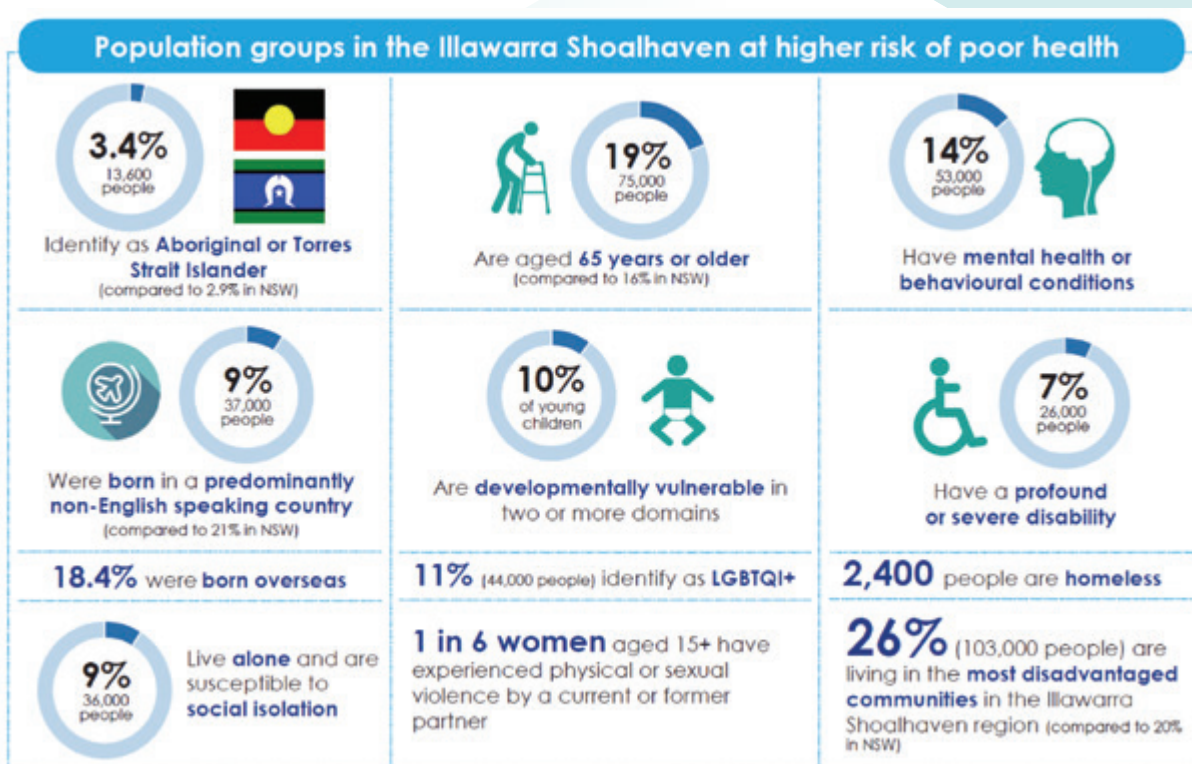 Population groups in the Illawarra Shoalhaven at higher risk of poor health
3.4%
13,600
people
Identify as Aboriginal or Torres
Strait Islander
(compared to 2.9% in NSW)
19%
75,000
people
Are aged 65 years or older
(compared to 16% in NSW)
14%
53,000
people
Have mental health or
behavioural conditions
9%
37,000
people
Were born in a predominantly
non-English speaking country
(compared to 21% in NSW)
10%
of young
children
Are developmentally vulnerable in
two or more domains
7%
26,000
people
Have a profound
or severe disability
18.4% were born overseas
11% (44,000 people) identify as LGBTQI+
2,400 people are homeless
9%
36,000
people
Live alone and are
susceptible to
social isolation
1 in 6 women aged 15+ have
experienced physical or sexual
violence by a current or former
partner
26% (103,000 people) are
living in the most disadvantaged
communities in the Illawarra
Shoalhaven region (compared to 20%
in NSW)